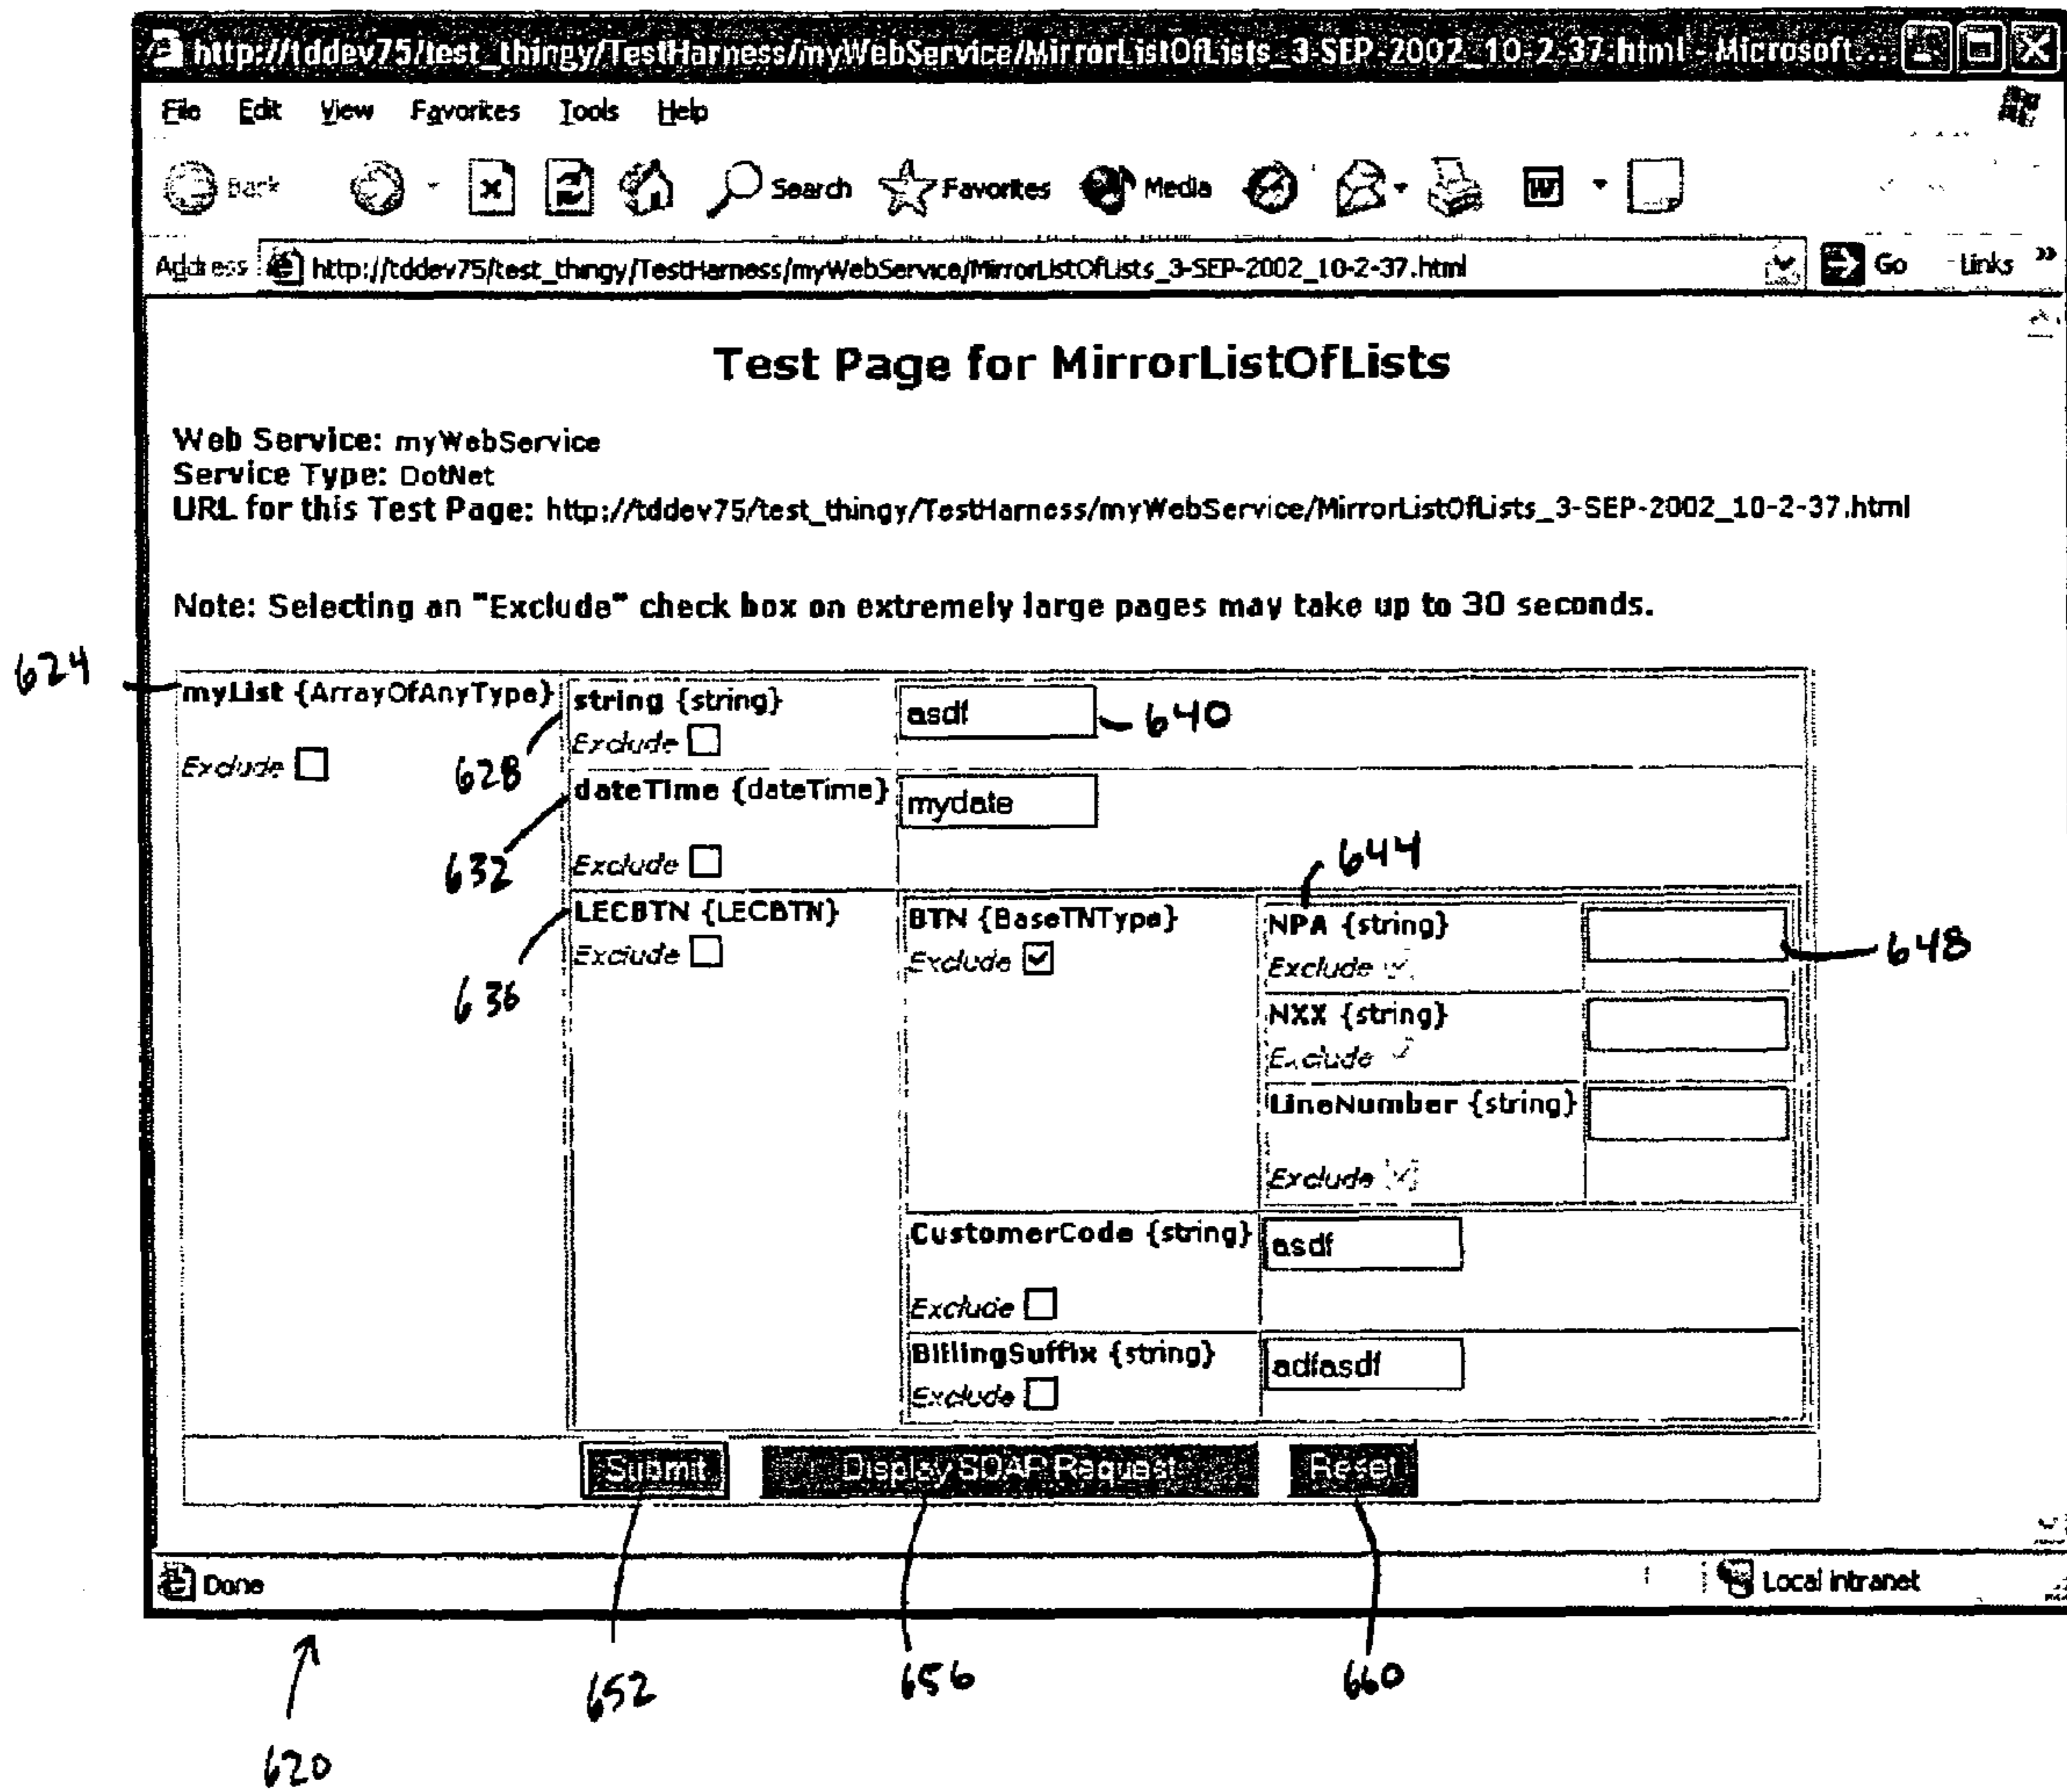 http://tddev75/test_thingy/TestHarness/myWebService/MirrorListOfLists_3-SEP-2002_10-2-37.html - Microsoft...
File Edit View Favorites Tools Help
Back Search Favorites Media
Address http://tddev75/test_thingy/TestHarness/myWebService/MirrorListOfLists_3-SEP-2002_10-2-37.html Go Links »
Test Page for MirrorListOfLists
Web Service: myWebService
Service Type: DotNet
URL for this Test Page: http://tddev75/test_thingy/TestHarness/myWebService/MirrorListOfLists_3-SEP-2002_10-2-37.html
Note: Selecting an "Exclude" check box on extremely large pages may take up to 30 seconds.
624
myList {ArrayOfAnyType} string {string} asdf 640
Exclude Exclude
628
dateTime {dateTime} mydate
632 Exclude
644
LECBTN {LECBTN} BTN {BaseTNType} NPA {string} 648
Exclude Exclude Exclude
636
NXX {string}
Exclude
LineNumber {string}
Exclude
CustomerCode {string} asdf
Exclude
BillingSuffix {string} adfasdf
Exclude
Submit Display SOAP Request Reset
Done Local intranet
652 656 660
620